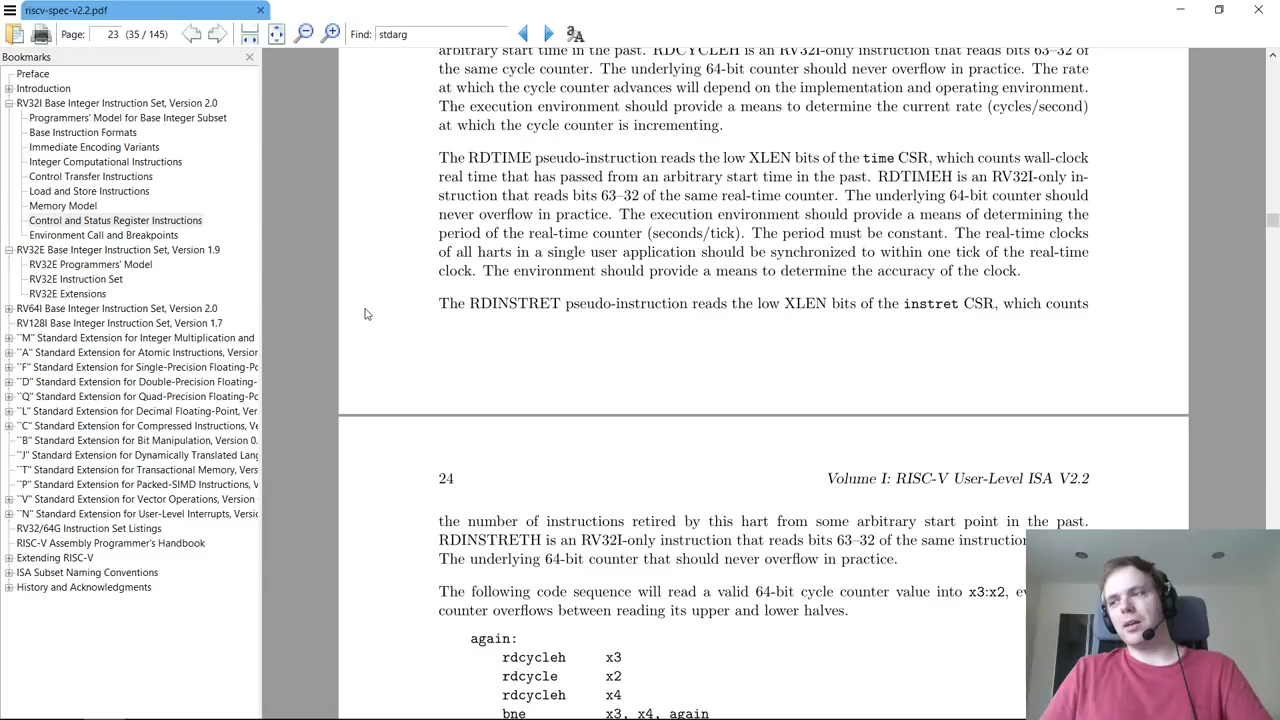 riscv-spec-v2.2.pdf
Page: 23 (35 / 145) Find: stdarg
Bookmarks
Preface
Introduction
RV32I Base Integer Instruction Set, Version 2.0
Programmers' Model for Base Integer Subset
Base Instruction Formats
Immediate Encoding Variants
Integer Computational Instructions
Control Transfer Instructions
Load and Store Instructions
Memory Model
Control and Status Register Instructions
Environment Call and Breakpoints
RV32E Base Integer Instruction Set, Version 1.9
RV32E Programmers' Model
RV32E Instruction Set
RV32E Extensions
RV64I Base Integer Instruction Set, Version 2.0
RV128I Base Integer Instruction Set, Version 1.7
``M'' Standard Extension for Integer Multiplication and
``A'' Standard Extension for Atomic Instructions, Version
``F'' Standard Extension for Single-Precision Floating-Po
``D'' Standard Extension for Double-Precision Floating-
``Q'' Standard Extension for Quad-Precision Floating-Po
``L'' Standard Extension for Decimal Floating-Point, Ver
``C'' Standard Extension for Compressed Instructions, Ve
``B'' Standard Extension for Bit Manipulation, Version 0.
``J'' Standard Extension for Dynamically Translated Lang
``T'' Standard Extension for Transactional Memory, Vers
``P'' Standard Extension for Packed-SIMD Instructions, V
``V'' Standard Extension for Vector Operations, Version
``N'' Standard Extension for User-Level Interrupts, Versio
RV32/64G Instruction Set Listings
RISC-V Assembly Programmer's Handbook
Extending RISC-V
ISA Subset Naming Conventions
History and Acknowledgments
arbitrary start time in the past. RDCYCLEH is an RV32I-only instruction that reads bits 63–32 of
the same cycle counter. The underlying 64-bit counter should never overflow in practice. The rate
at which the cycle counter advances will depend on the implementation and operating environment.
The execution environment should provide a means to determine the current rate (cycles/second)
at which the cycle counter is incrementing.
The RDTIME pseudo-instruction reads the low XLEN bits of the time CSR, which counts wall-clock
real time that has passed from an arbitrary start time in the past. RDTIMEH is an RV32I-only in-
struction that reads bits 63–32 of the same real-time counter. The underlying 64-bit counter should
never overflow in practice. The execution environment should provide a means of determining the
period of the real-time counter (seconds/tick). The period must be constant. The real-time clocks
of all harts in a single user application should be synchronized to within one tick of the real-time
clock. The environment should provide a means to determine the accuracy of the clock.
The RDINSTRET pseudo-instruction reads the low XLEN bits of the instret CSR, which counts
24 Volume I: RISC-V User-Level ISA V2.2
the number of instructions retired by this hart from some arbitrary start point in the past.
RDINSTRETH is an RV32I-only instruction that reads bits 63–32 of the same instruction
The underlying 64-bit counter that should never overflow in practice.
The following code sequence will read a valid 64-bit cycle counter value into x3:x2, ev
counter overflows between reading its upper and lower halves.
again:
rdcycleh x3
rdcycle x2
rdcycleh x4
bne x3, x4, again